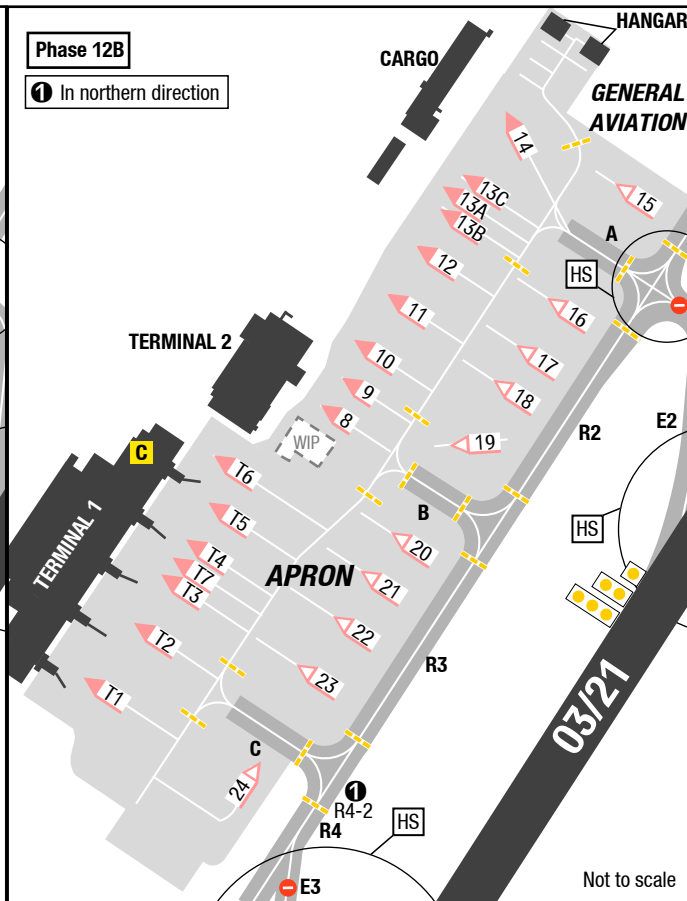 Phase 12B
1 In northern direction
HANGAR
CARGO
GENERAL
AVIATION
14
15
13C
13A
13B
A
HS
12
16
11
TERMINAL 2
10
17
9
18
8
R2
E2
WIP
19
C
T6
B
HS
T5
20
TERMINAL 1
T4
APRON
21
T7
T3
22
T2
R3
23
T1
03/21
C
24
1
R4-2
R4
HS
E3
Not to scale